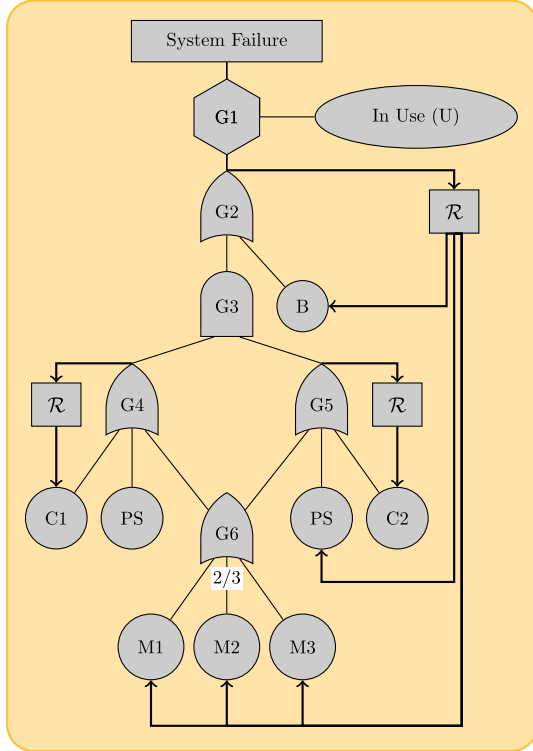 System Failure
G1
In Use (U)
G2
ℛ
G3
B
ℛ
G4
G5
ℛ
C1
PS
G6
PS
C2
2/3
M1
M2
M3